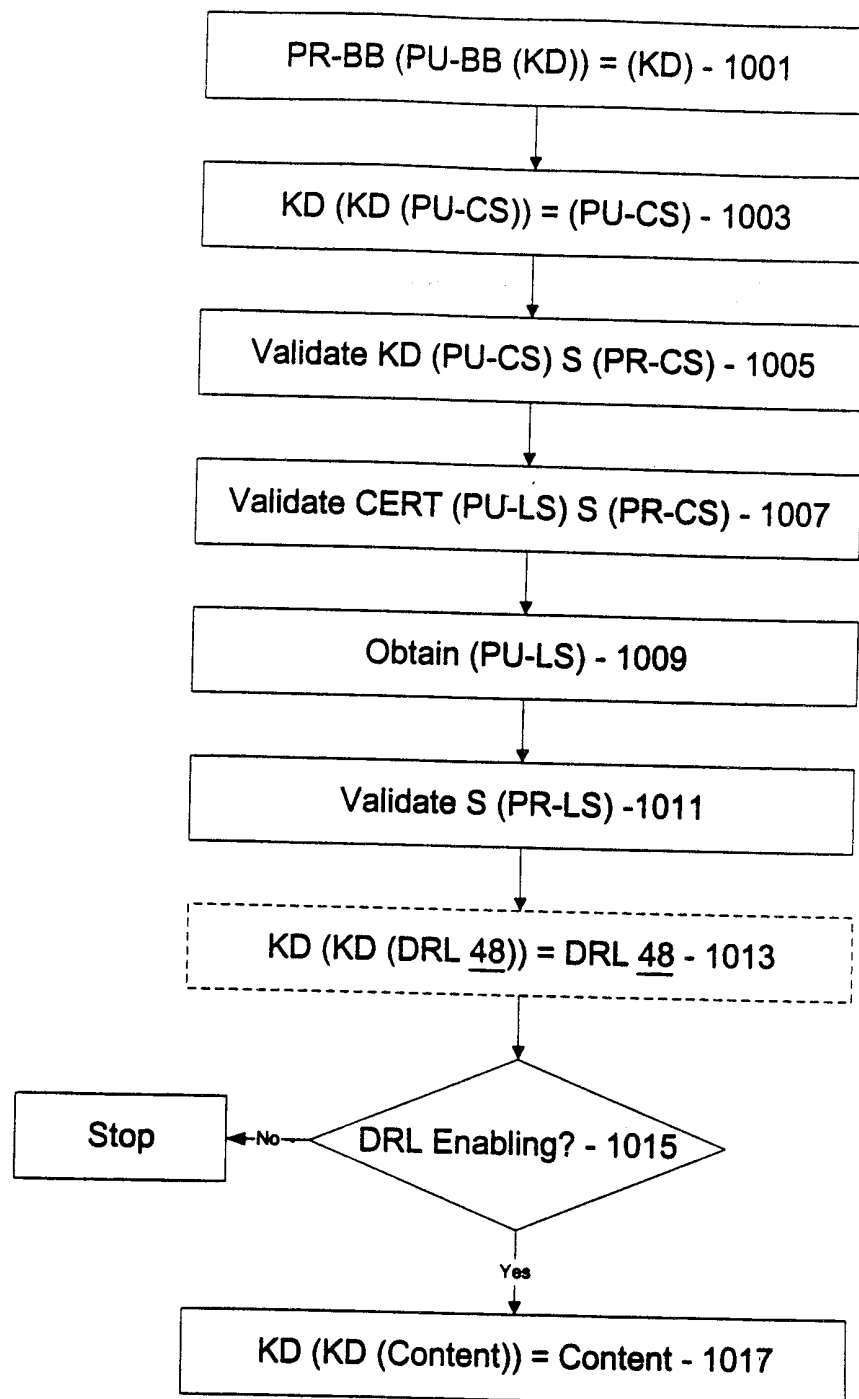 PR-BB (PU-BB (KD)) = (KD) - 1001
KD (KD (PU-CS)) = (PU-CS) - 1003
Validate KD (PU-CS) S (PR-CS) - 1005
Validate CERT (PU-LS) S (PR-CS) - 1007
Obtain (PU-LS) - 1009
Validate S (PR-LS) -1011
KD (KD (DRL 48)) = DRL 48 - 1013
DRL Enabling? - 1015
No
Stop
Yes
KD (KD (Content)) = Content - 1017